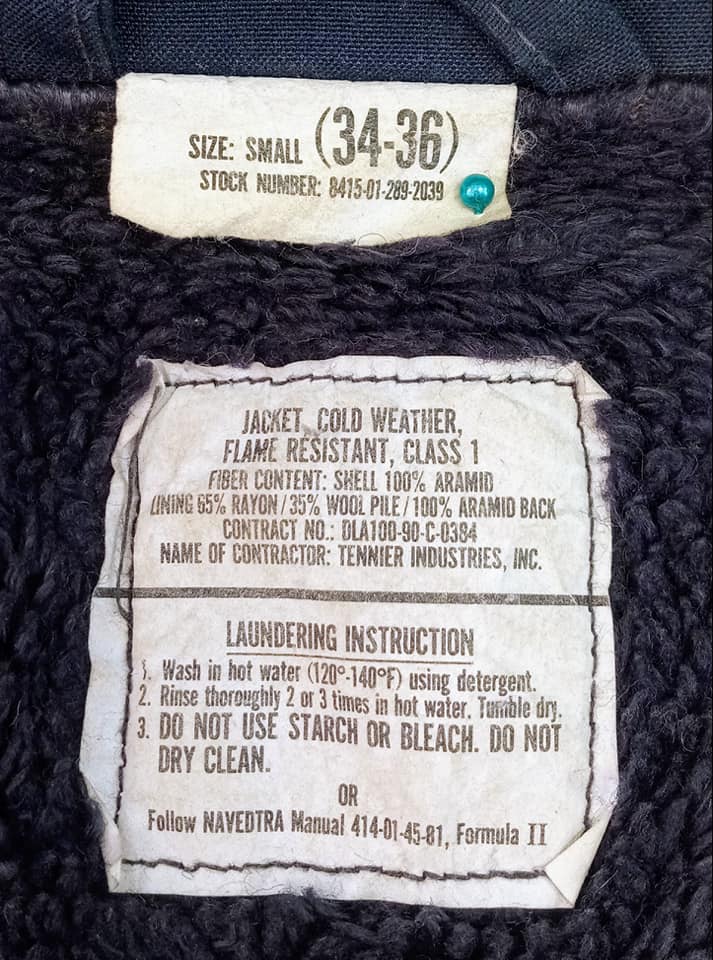 SIZE: SMALL (34-36)
STOCK NUMBER: 8415-01-289-2039
JACKET, COLD WEATHER,
FLAME RESISTANT, CLASS 1
FIBER CONTENT: SHELL 100% ARAMID
LINING 65% RAYON / 35% WOOL PILE / 100% ARAMID BACK
CONTRACT NO.: DLA100-90-C-0384
NAME OF CONTRACTOR: TENNIER INDUSTRIES, INC.
LAUNDERING INSTRUCTION
1. Wash in hot water (120°-140°F) using detergent.
2. Rinse thoroughly 2 or 3 times in hot water. Tumble dry.
3. DO NOT USE STARCH OR BLEACH. DO NOT
DRY CLEAN.
OR
Follow NAVEDTRA Manual 414-01-45-81, Formula II